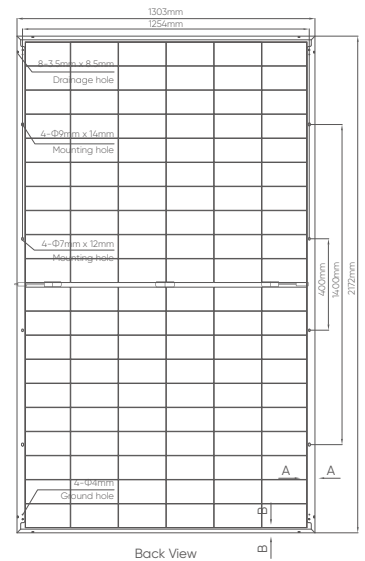 1303mm
1254mm
8-3.5mm x 8.5mm
Drainage hole
4-Φ9mm x 14mm
Mounting hole
4-Φ7mm x 12mm
Mounting hole
400mm
1400mm
2172mm
A
A
4-Φ4mm
Ground hole
B
B
Back View